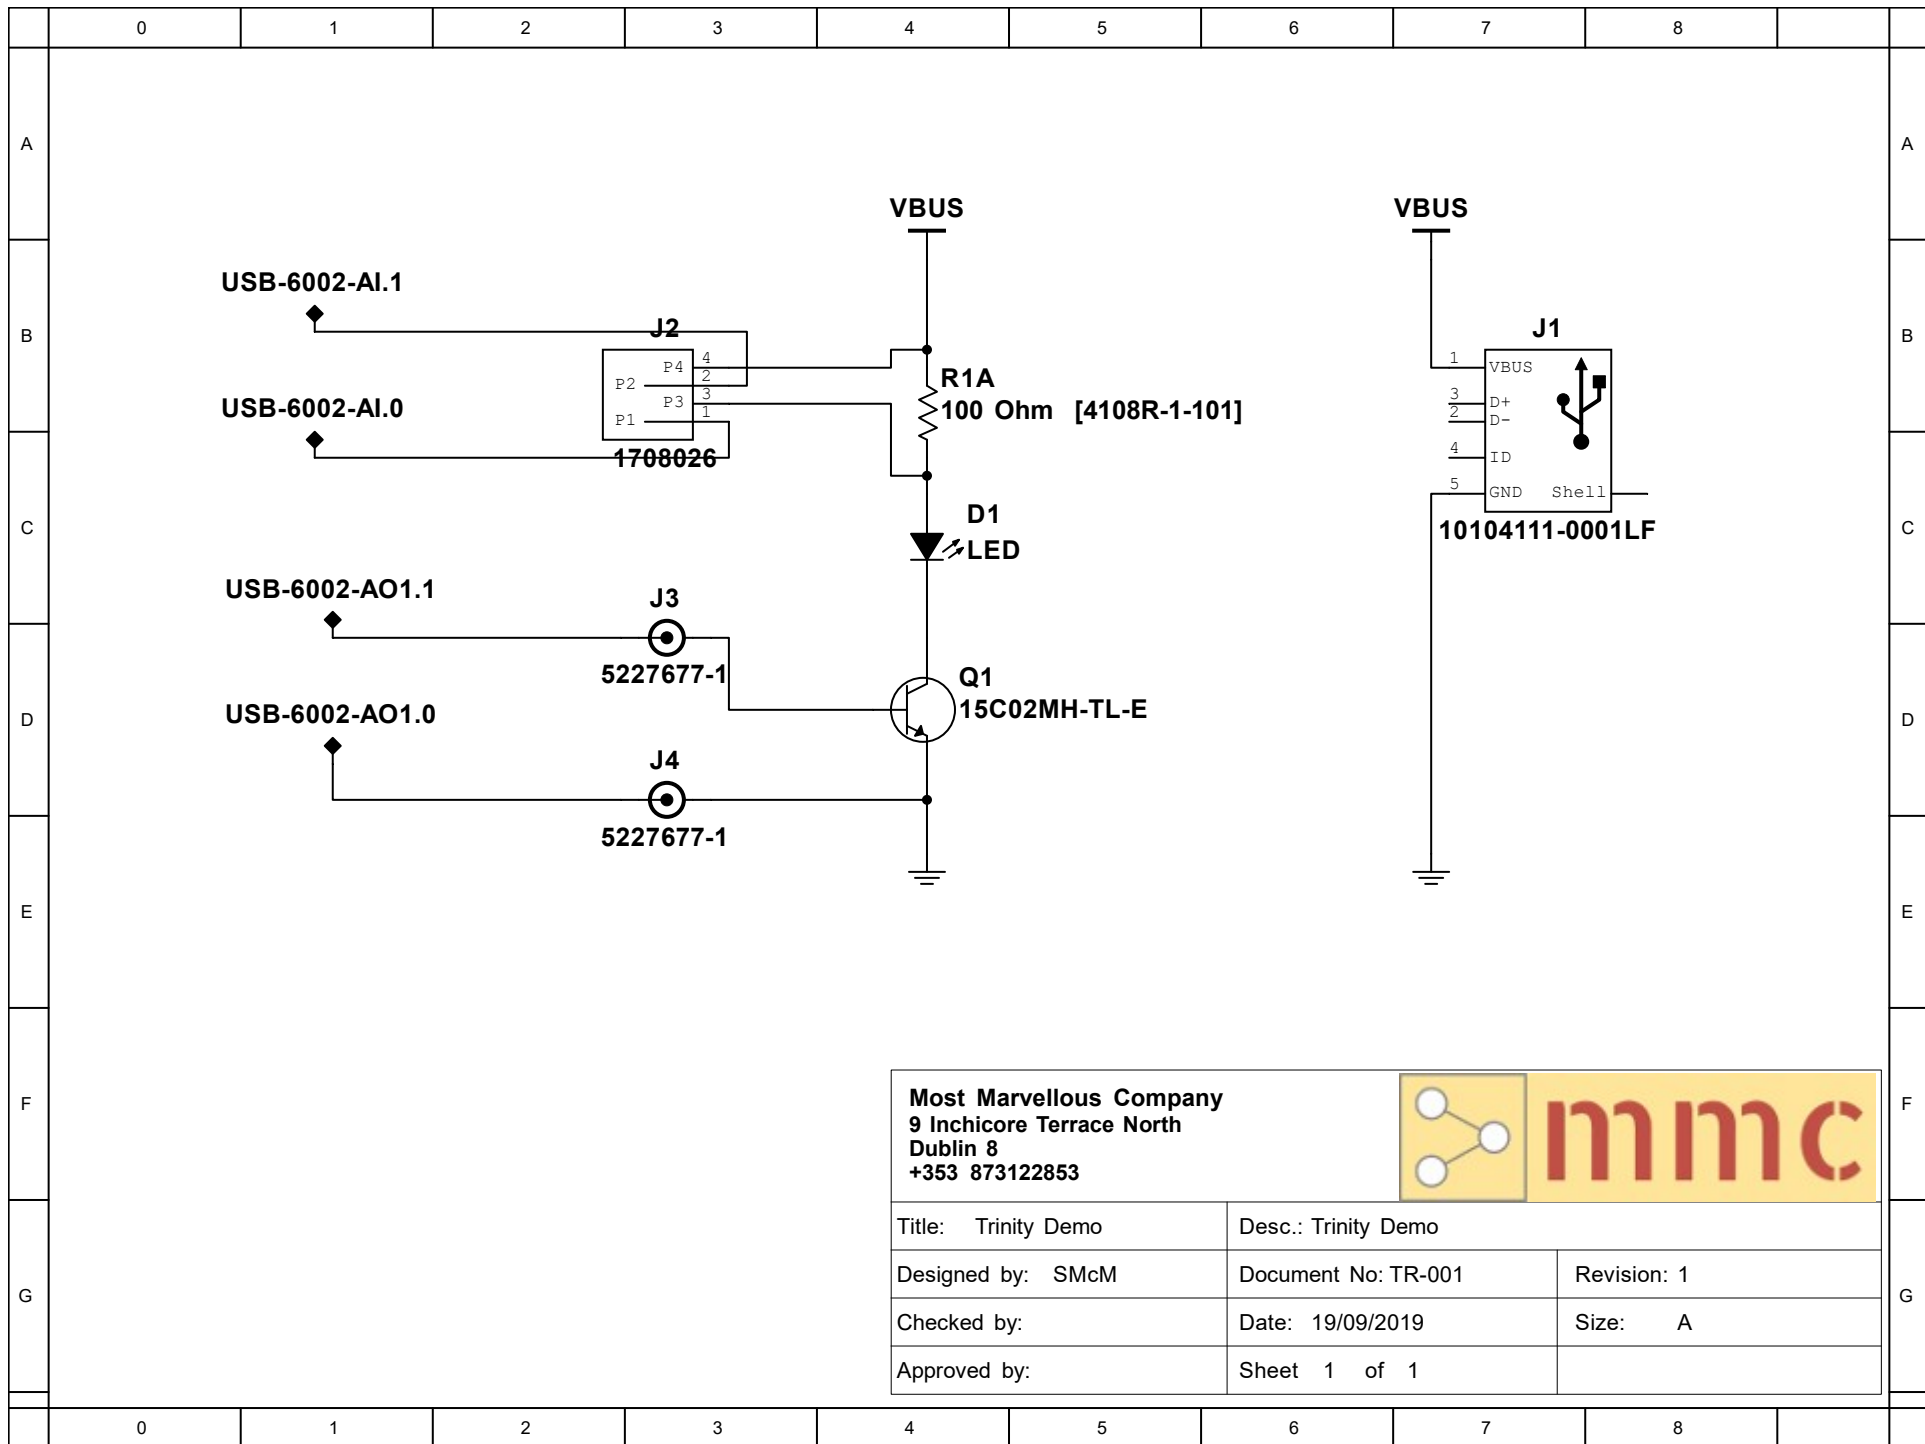 0 1 2 3 4 5 6 7 8
A A
VBUS VBUS
USB-6002-AI.1
B B
J2 J1
P4 4
P2 2
P3 3
P1 1
1 VBUS
3 D+
2 D-
4 ID
5 GND Shell
R1A
100 Ohm [4108R-1-101]
USB-6002-AI.0
1708026
10104111-0001LF
C C
D1
LED
USB-6002-AO1.1
J3
5227677-1
Q1
15C02MH-TL-E
D D
USB-6002-AO1.0
J4
5227677-1
E E
F F
Most Marvellous Company
9 Inchicore Terrace North
Dublin 8
+353 873122853
mmc
Title: Trinity Demo
Desc.: Trinity Demo
Designed by: SMcM
Document No: TR-001
Revision: 1
G G
Checked by:
Date: 19/09/2019
Size: A
Approved by:
Sheet 1 of 1
0 1 2 3 4 5 6 7 8